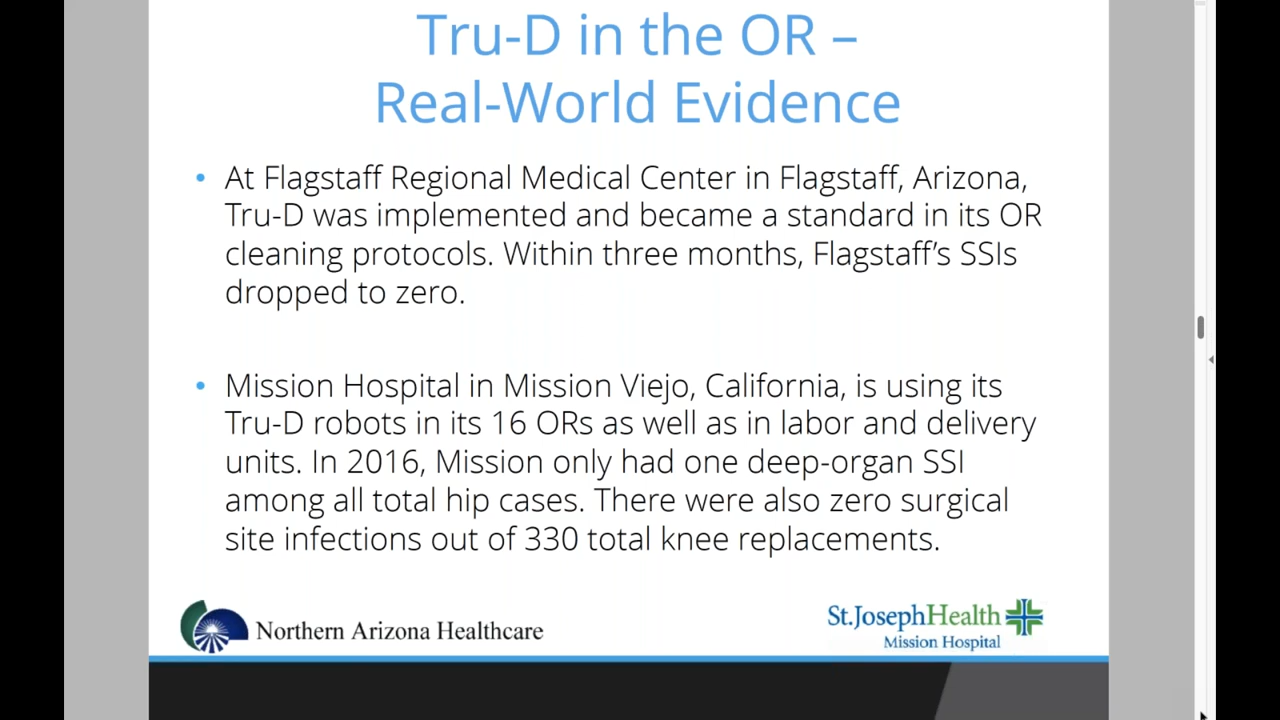 Tru-D in the OR –
Real-World Evidence
• At Flagstaff Regional Medical Center in Flagstaff, Arizona,
Tru-D was implemented and became a standard in its OR
cleaning protocols. Within three months, Flagstaff’s SSIs
dropped to zero.
• Mission Hospital in Mission Viejo, California, is using its
Tru-D robots in its 16 ORs as well as in labor and delivery
units. In 2016, Mission only had one deep-organ SSI
among all total hip cases. There were also zero surgical
site infections out of 330 total knee replacements.
Northern Arizona Healthcare
St.JosephHealth
Mission Hospital